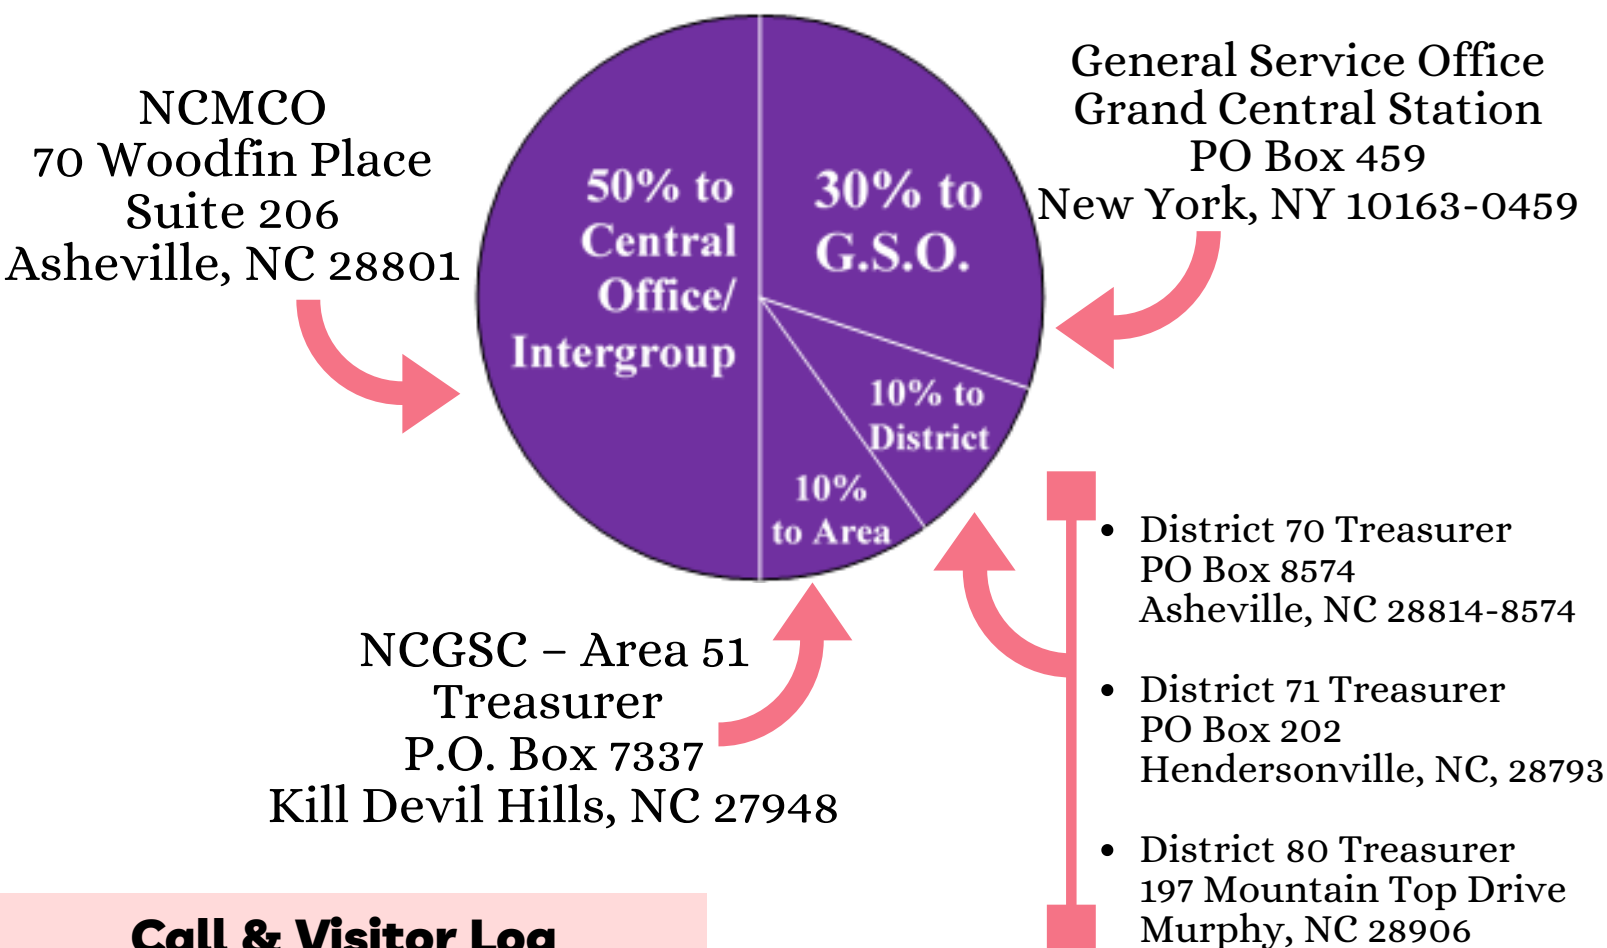 NCMCO
70 Woodfin Place
Suite 206
Asheville, NC 28801
50% to
Central
Office/
Intergroup
30% to
G.S.O.
10% to
District
10%
to Area
General Service Office
Grand Central Station
PO Box 459
New York, NY 10163-0459
NCGSC – Area 51
Treasurer
P.O. Box 7337
Kill Devil Hills, NC 27948
• District 70 Treasurer
PO Box 8574
Asheville, NC 28814-8574
• District 71 Treasurer
PO Box 202
Hendersonville, NC, 28793
• District 80 Treasurer
197 Mountain Top Drive
Murphy, NC 28906
Call & Visitor Log